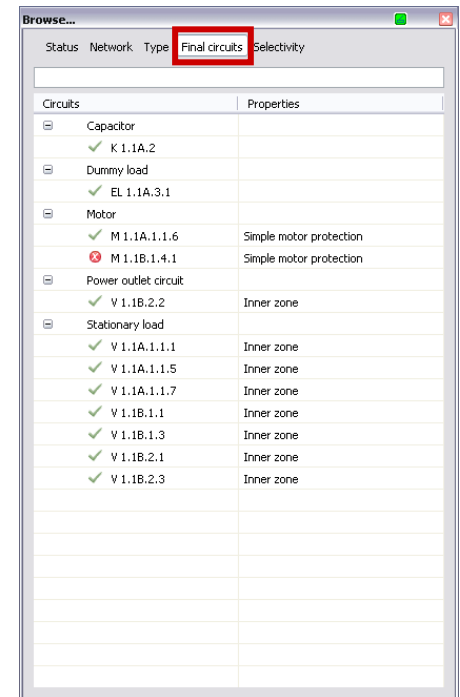 Browse...
Status Network Type Final circuits Selectivity
Circuits Properties
Capacitor
K 1.1A.2
Dummy load
EL 1.1A.3.1
Motor
M 1.1A.1.1.6 Simple motor protection
M 1.1B.1.4.1 Simple motor protection
Power outlet circuit
V 1.1B.2.2 Inner zone
Stationary load
V 1.1A.1.1.1 Inner zone
V 1.1A.1.1.5 Inner zone
V 1.1A.1.1.7 Inner zone
V 1.1B.1.1 Inner zone
V 1.1B.1.3 Inner zone
V 1.1B.2.1 Inner zone
V 1.1B.2.3 Inner zone